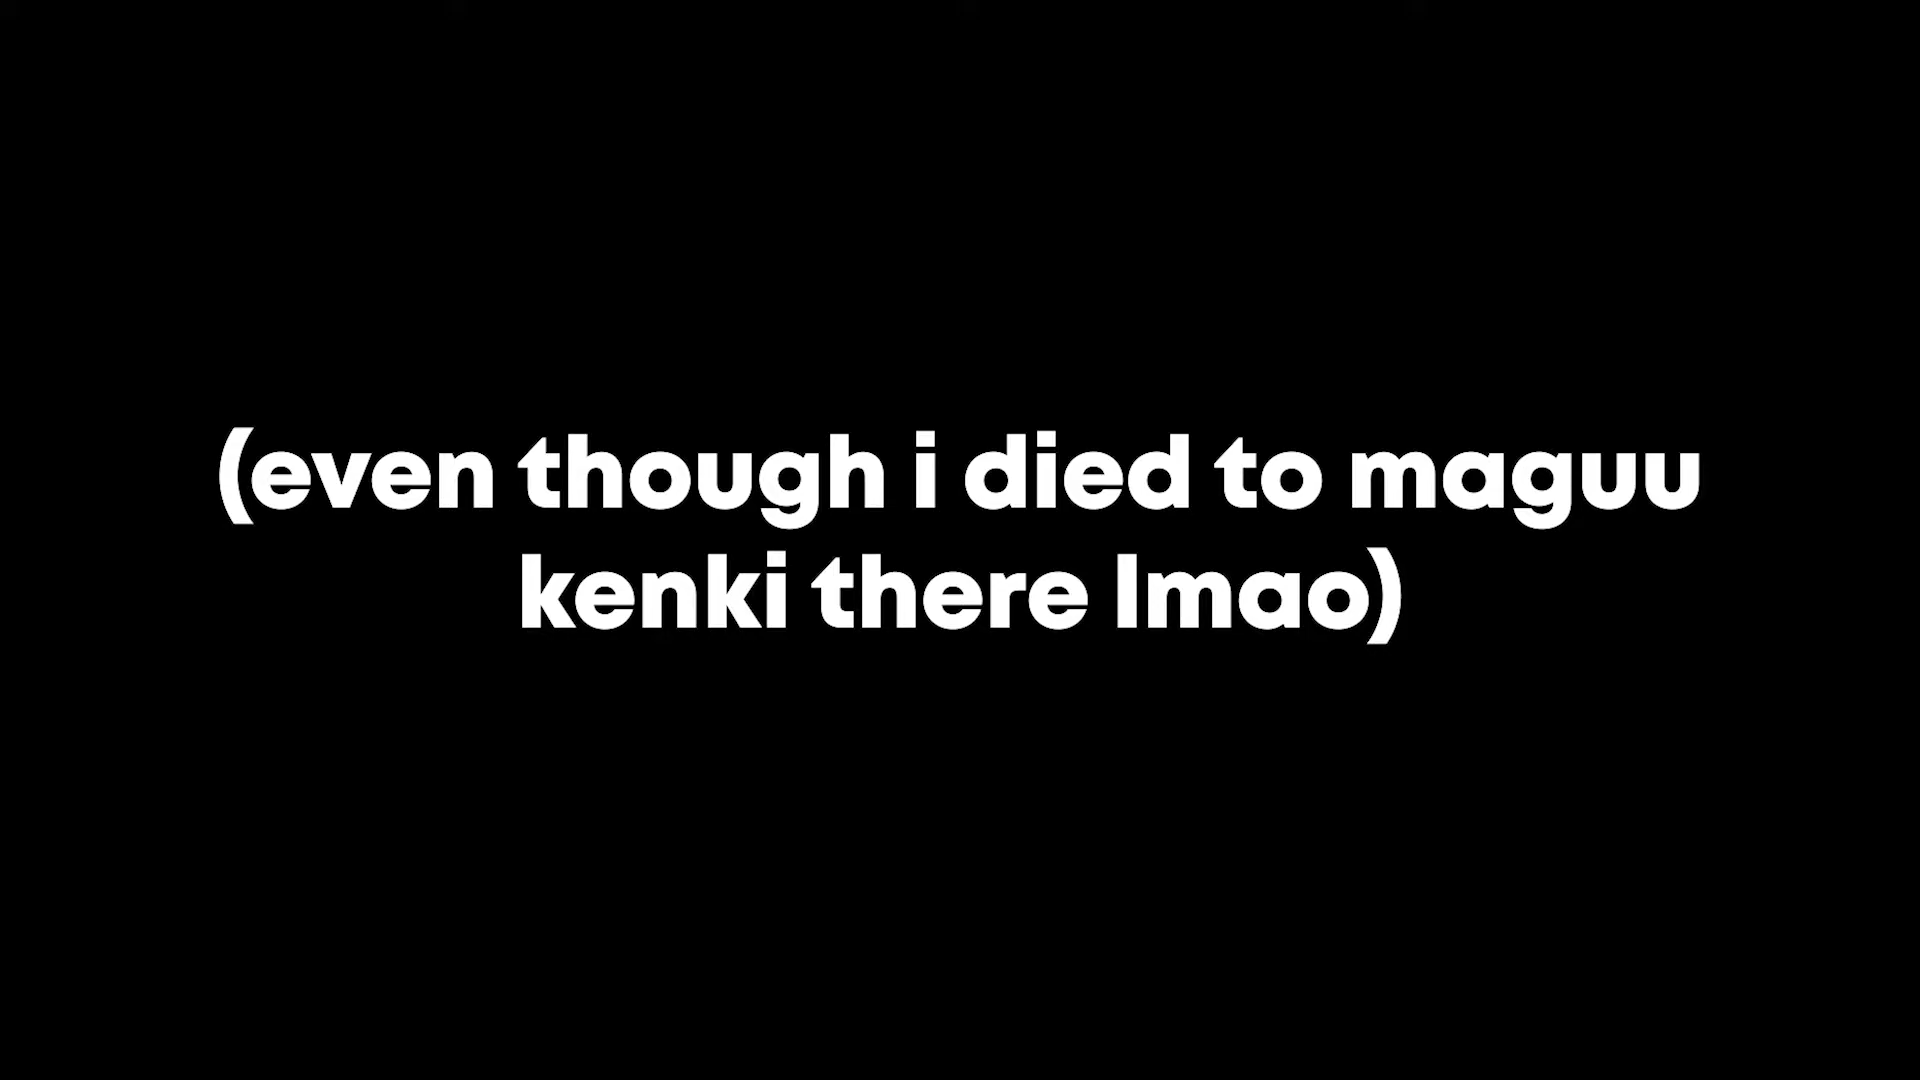 (even though i died to maguu
kenki there lmao)